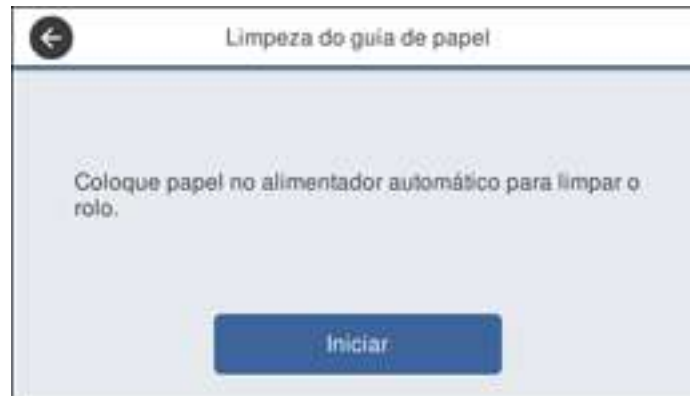 Limpeza do guia de papel
Coloque papel no alimentador automático para limpar o
rolo.
Iniciar